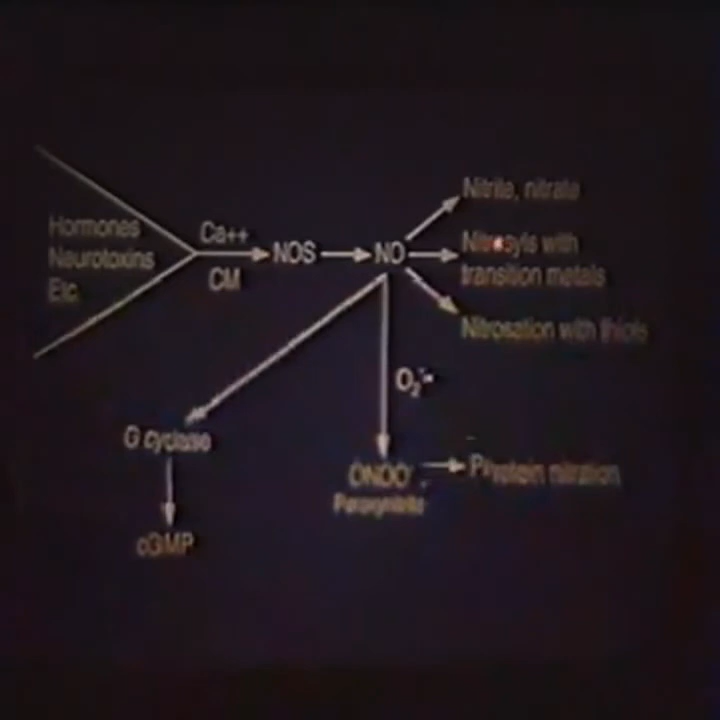 Nitrite, nitrate
Hormones
Neurotoxins
Etc
Ca++
CM
NOS
NO
Nitrosyls with
transition metals
Nitrosation with thiols
O₂⁻•
G cyclase
cGMP
ONOO⁻
Peroxynitrite
Protein nitration